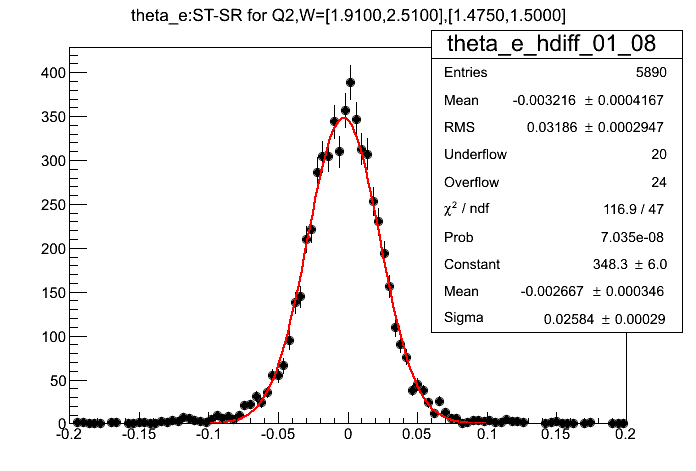 theta_e:ST-SR for Q2,W=[1.9100,2.5100],[1.4750,1.5000]
theta_e_hdiff_01_08
Entries 5890
Mean -0.003216 ± 0.0004167
RMS 0.03186 ± 0.0002947
Underflow 20
Overflow 24
χ² / ndf 116.9 / 47
Prob 7.035e-08
Constant 348.3 ± 6.0
Mean -0.002667 ± 0.000346
Sigma 0.02584 ± 0.00029
400
350
300
250
200
150
100
50
0
-0.2 -0.15 -0.1 -0.05 0 0.05 0.1 0.15 0.2